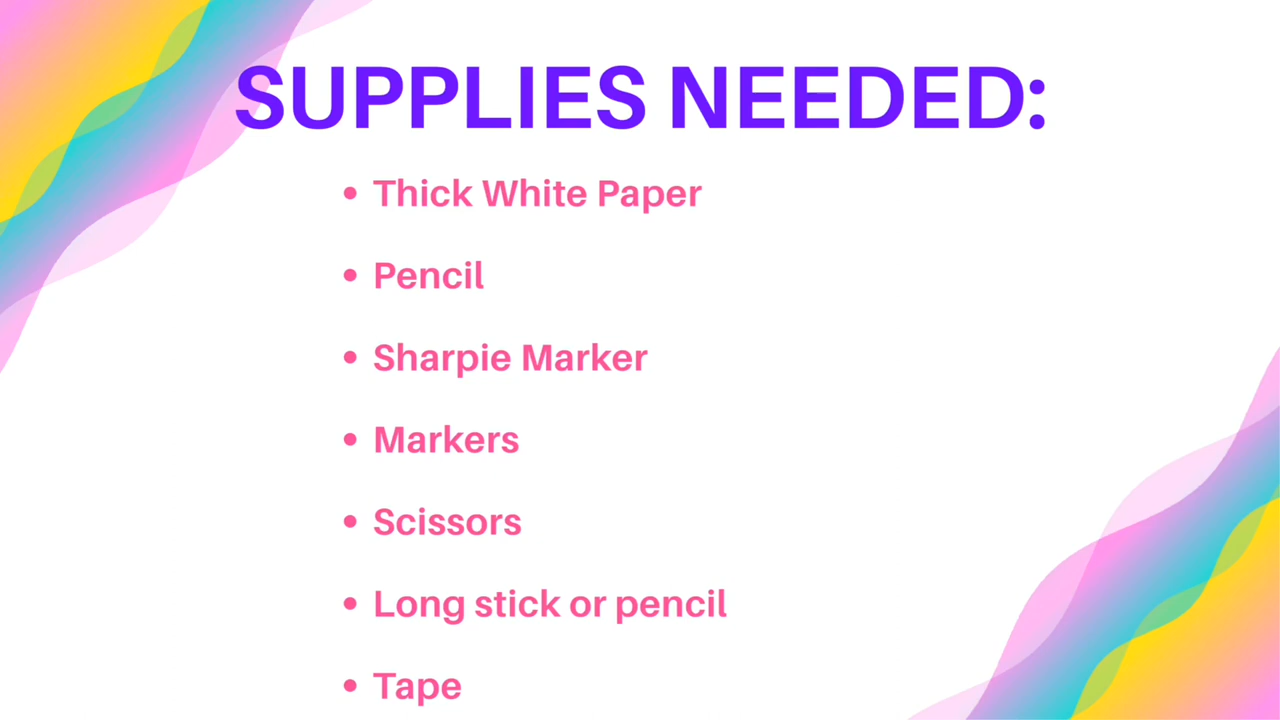 SUPPLIES NEEDED:
• Thick White Paper
• Pencil
• Sharpie Marker
• Markers
• Scissors
• Long stick or pencil
• Tape